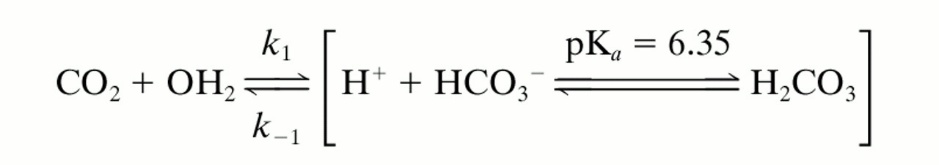 k₁ pKₐ = 6.35
CO₂ + OH₂ ⇌ [ H⁺ + HCO₃⁻ ⇌ H₂CO₃ ]
k₋₁